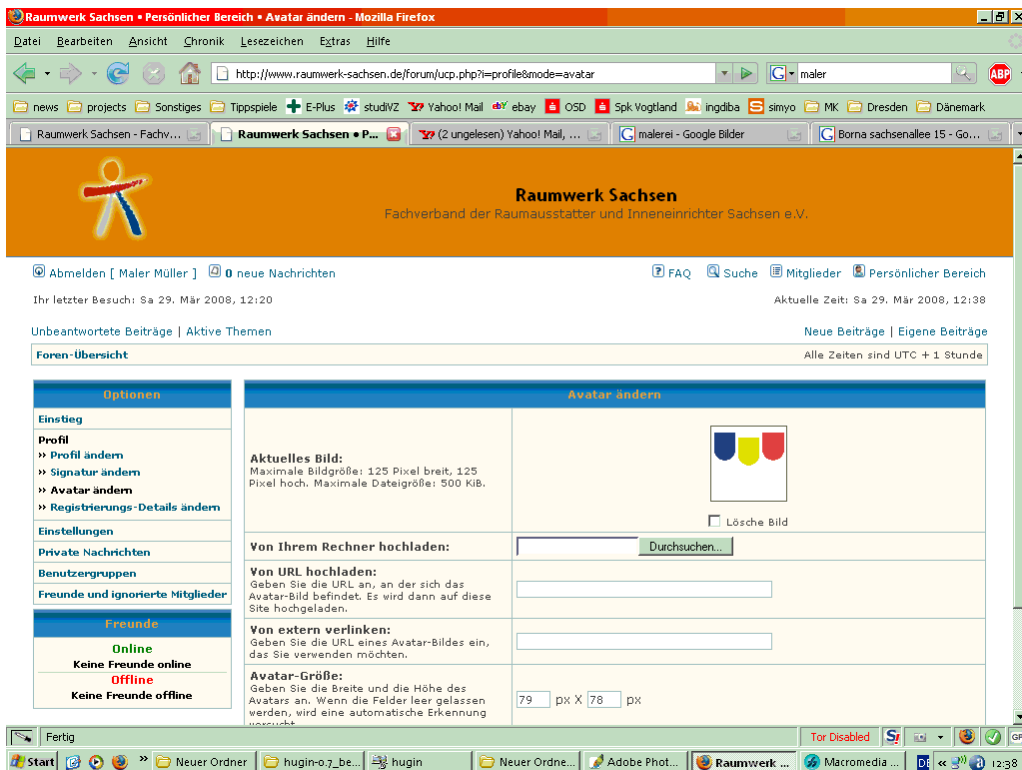 Raumwerk Sachsen • Persönlicher Bereich • Avatar ändern - Mozilla Firefox
Datei Bearbeiten Ansicht Chronik Lesezeichen Extras Hilfe
http://www.raumwerk-sachsen.de/forum/ucp.php?i=profile&mode=avatar
G maler
ABP
news projects Sonstiges Tippspiele E-Plus studiVZ Yahoo! Mail ebay OSD Spk Vogtland ingdiba simyo MK Dresden Dänemark
Raumwerk Sachsen - Fachv... Raumwerk Sachsen • P... (2 ungelesen) Yahoo! Mail, ... malerei - Google Bilder Borna sachsenallee 15 - Go...
Raumwerk Sachsen
Fachverband der Raumausstatter und Inneneinrichter Sachsen e.V.
Abmelden [ Maler Müller ] 0 neue Nachrichten FAQ Suche Mitglieder Persönlicher Bereich
Ihr letzter Besuch: Sa 29. Mär 2008, 12:20 Aktuelle Zeit: Sa 29. Mär 2008, 12:38
Unbeantwortete Beiträge | Aktive Themen Neue Beiträge | Eigene Beiträge
Foren-Übersicht Alle Zeiten sind UTC + 1 Stunde
Optionen
Einstieg
Profil
» Profil ändern
» Signatur ändern
» Avatar ändern
» Registrierungs-Details ändern
Einstellungen
Private Nachrichten
Benutzergruppen
Freunde und ignorierte Mitglieder
Freunde
Online
Keine Freunde online
Offline
Keine Freunde offline
Avatar ändern
Aktuelles Bild:
Maximale Bildgröße: 125 Pixel breit, 125
Pixel hoch. Maximale Dateigröße: 500 KiB.
Lösche Bild
Von Ihrem Rechner hochladen:
Durchsuchen...
Von URL hochladen:
Geben Sie die URL an, an der sich das
Avatar-Bild befindet. Es wird dann auf diese
Site hochgeladen.
Von extern verlinken:
Geben Sie die URL eines Avatar-Bildes ein,
das Sie verwenden möchten.
Avatar-Größe:
Geben Sie die Breite und die Höhe des
Avatars an. Wenn die Felder leer gelassen
werden, wird eine automatische Erkennung
versucht
79 px X 78 px
Fertig Tor Disabled
Start » Neuer Ordner hugin-0.7_be... hugin Neuer Ordne... Adobe Phot... Raumwerk ... Macromedia ... DE « 12:38